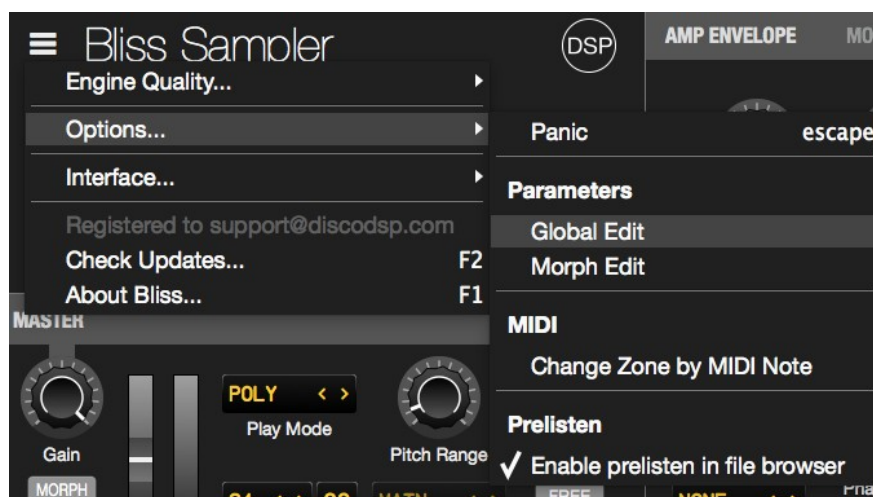 Bliss Sampler
DSP
AMP ENVELOPE
Engine Quality...
Options...
Panic escape
Interface...
Parameters
Registered to support@discodsp.com
Global Edit
Check Updates... F2
Morph Edit
About Bliss... F1
MASTER
MIDI
Change Zone by MIDI Note
POLY < >
Play Mode
Prelisten
Gain
Pitch Range
✓ Enable prelisten in file browser
MORPH
FREE
NONE